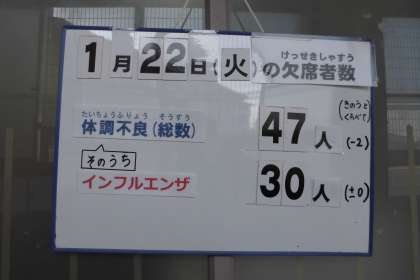 けっせきしゃすう
1月22日(火)の欠席者数
(きのうと
くらべて)
たいちょうふりょう そうすう
体調不良(総数) 47人 (-2)
そのうち
インフルエンザ 30人 (±0)